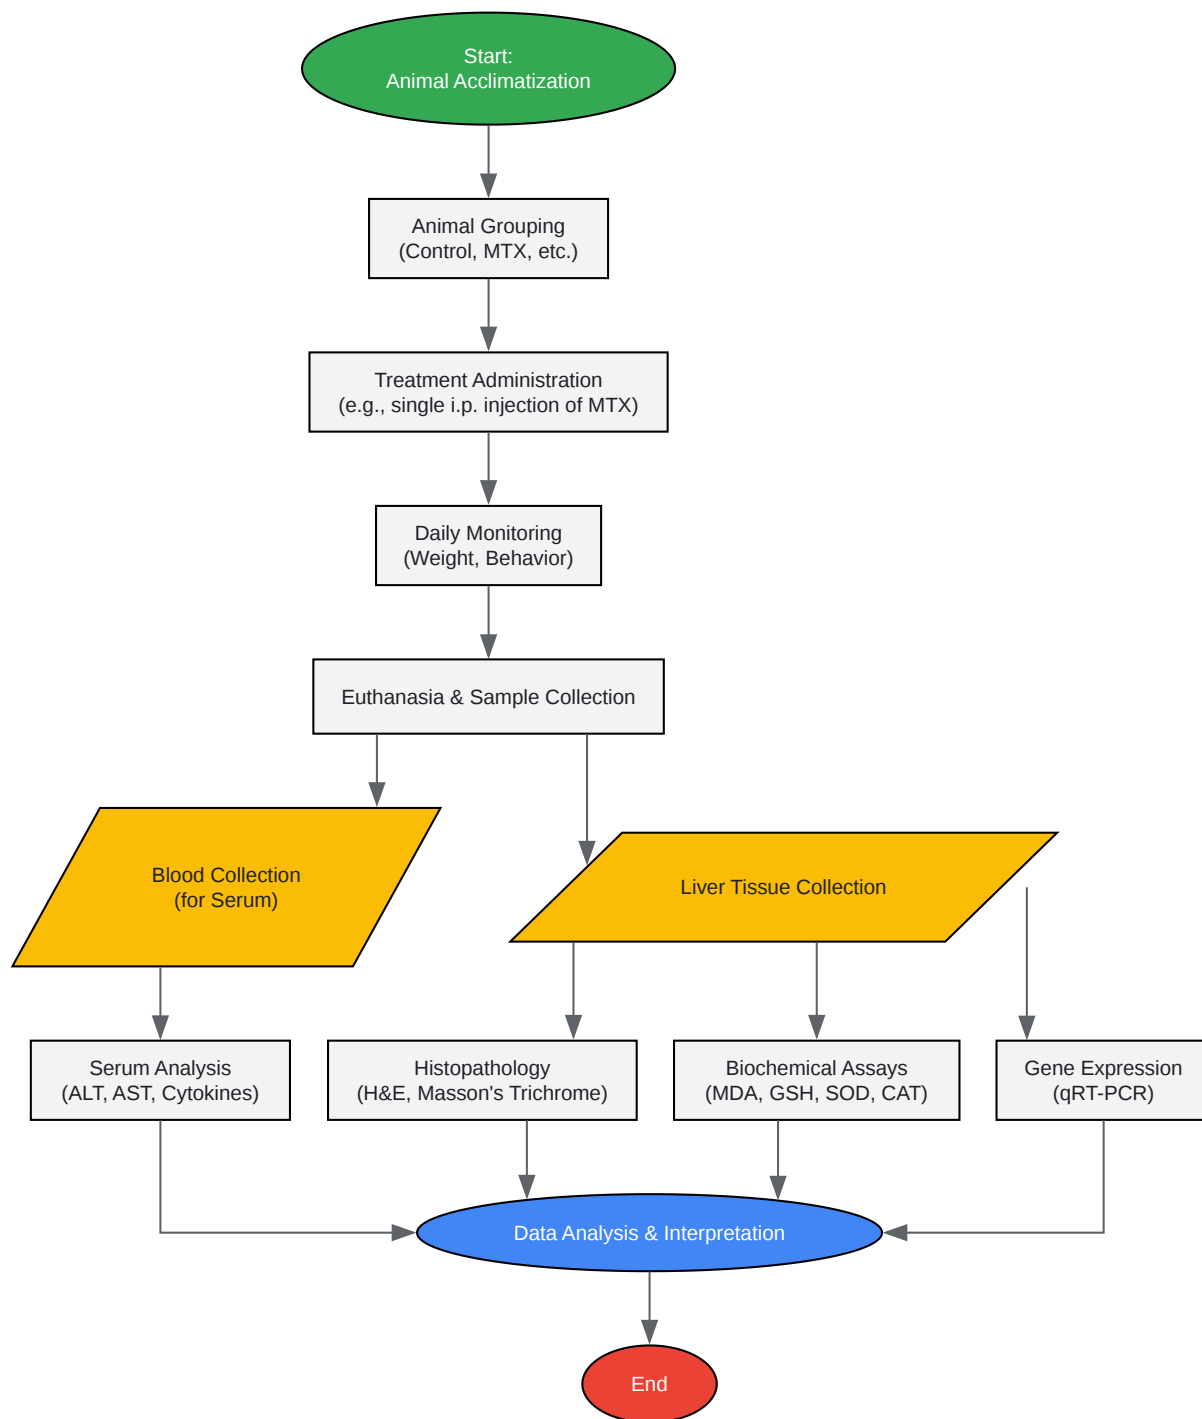 Start:
Animal Acclimatization
Animal Grouping
(Control, MTX, etc.)
Treatment Administration
(e.g., single i.p. injection of MTX)
Daily Monitoring
(Weight, Behavior)
Euthanasia & Sample Collection
Blood Collection
(for Serum)
Liver Tissue Collection
Serum Analysis
(ALT, AST, Cytokines)
Histopathology
(H&E, Masson's Trichrome)
Biochemical Assays
(MDA, GSH, SOD, CAT)
Gene Expression
(qRT-PCR)
Data Analysis & Interpretation
End